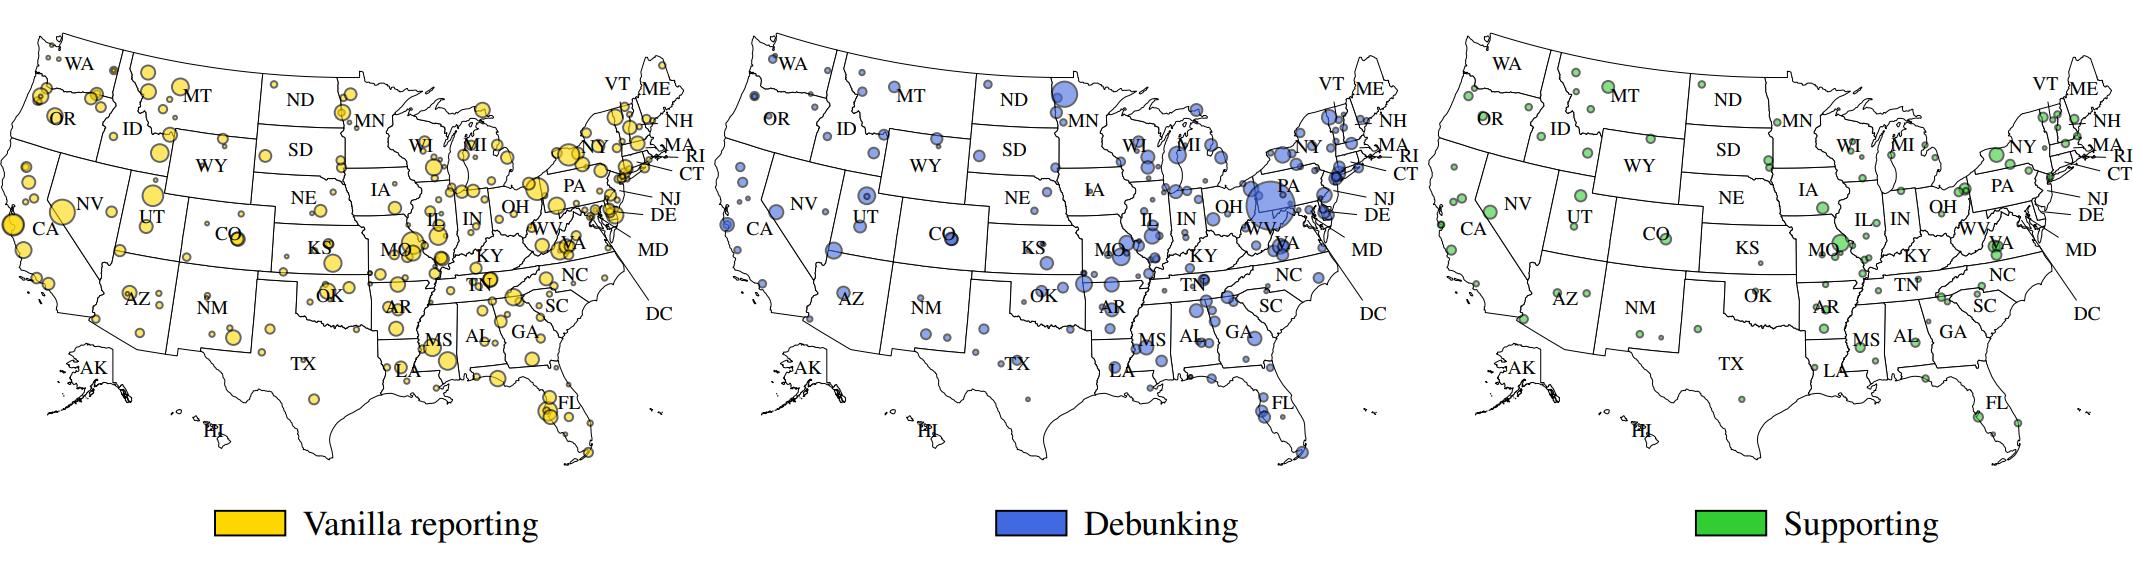 WA
MT
ND
MN
VT
ME
OR
ID
WY
SD
WI
MI
NY
NH
MA
RI
CT
NV
UT
NE
IA
PA
NJ
DE
CA
CO
KS
MO
IL
IN
OH
WV
VA
KY
MD
AZ
NM
OK
AR
TN
NC
SC
DC
TX
LA
MS
AL
GA
AK
HI
FL
Vanilla reporting
WA
MT
ND
MN
VT
ME
OR
ID
WY
SD
WI
MI
NY
NH
MA
RI
CT
NV
UT
NE
IA
PA
NJ
DE
CA
CO
KS
MO
IL
IN
OH
WV
VA
KY
MD
AZ
NM
OK
AR
TN
NC
SC
DC
TX
LA
MS
AL
GA
AK
HI
FL
Debunking
WA
MT
ND
MN
VT
ME
OR
ID
WY
SD
WI
MI
NY
NH
MA
RI
CT
NV
UT
NE
IA
PA
NJ
DE
CA
CO
KS
MO
IL
IN
OH
WV
VA
KY
MD
AZ
NM
OK
AR
TN
NC
SC
DC
TX
LA
MS
AL
GA
AK
HI
FL
Supporting